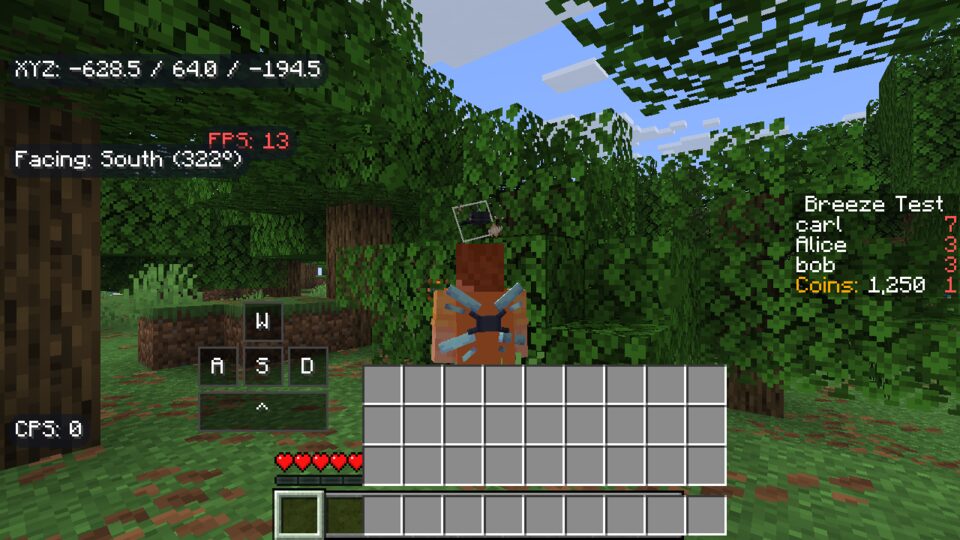 XYZ: -628.5 / 64.0 / -194.5
FPS: 13
Facing: South (322°)
Breeze Test
carl 7
Alice 3
bob 3
Coins: 1,250 1
W
A S D
^
CPS: 0